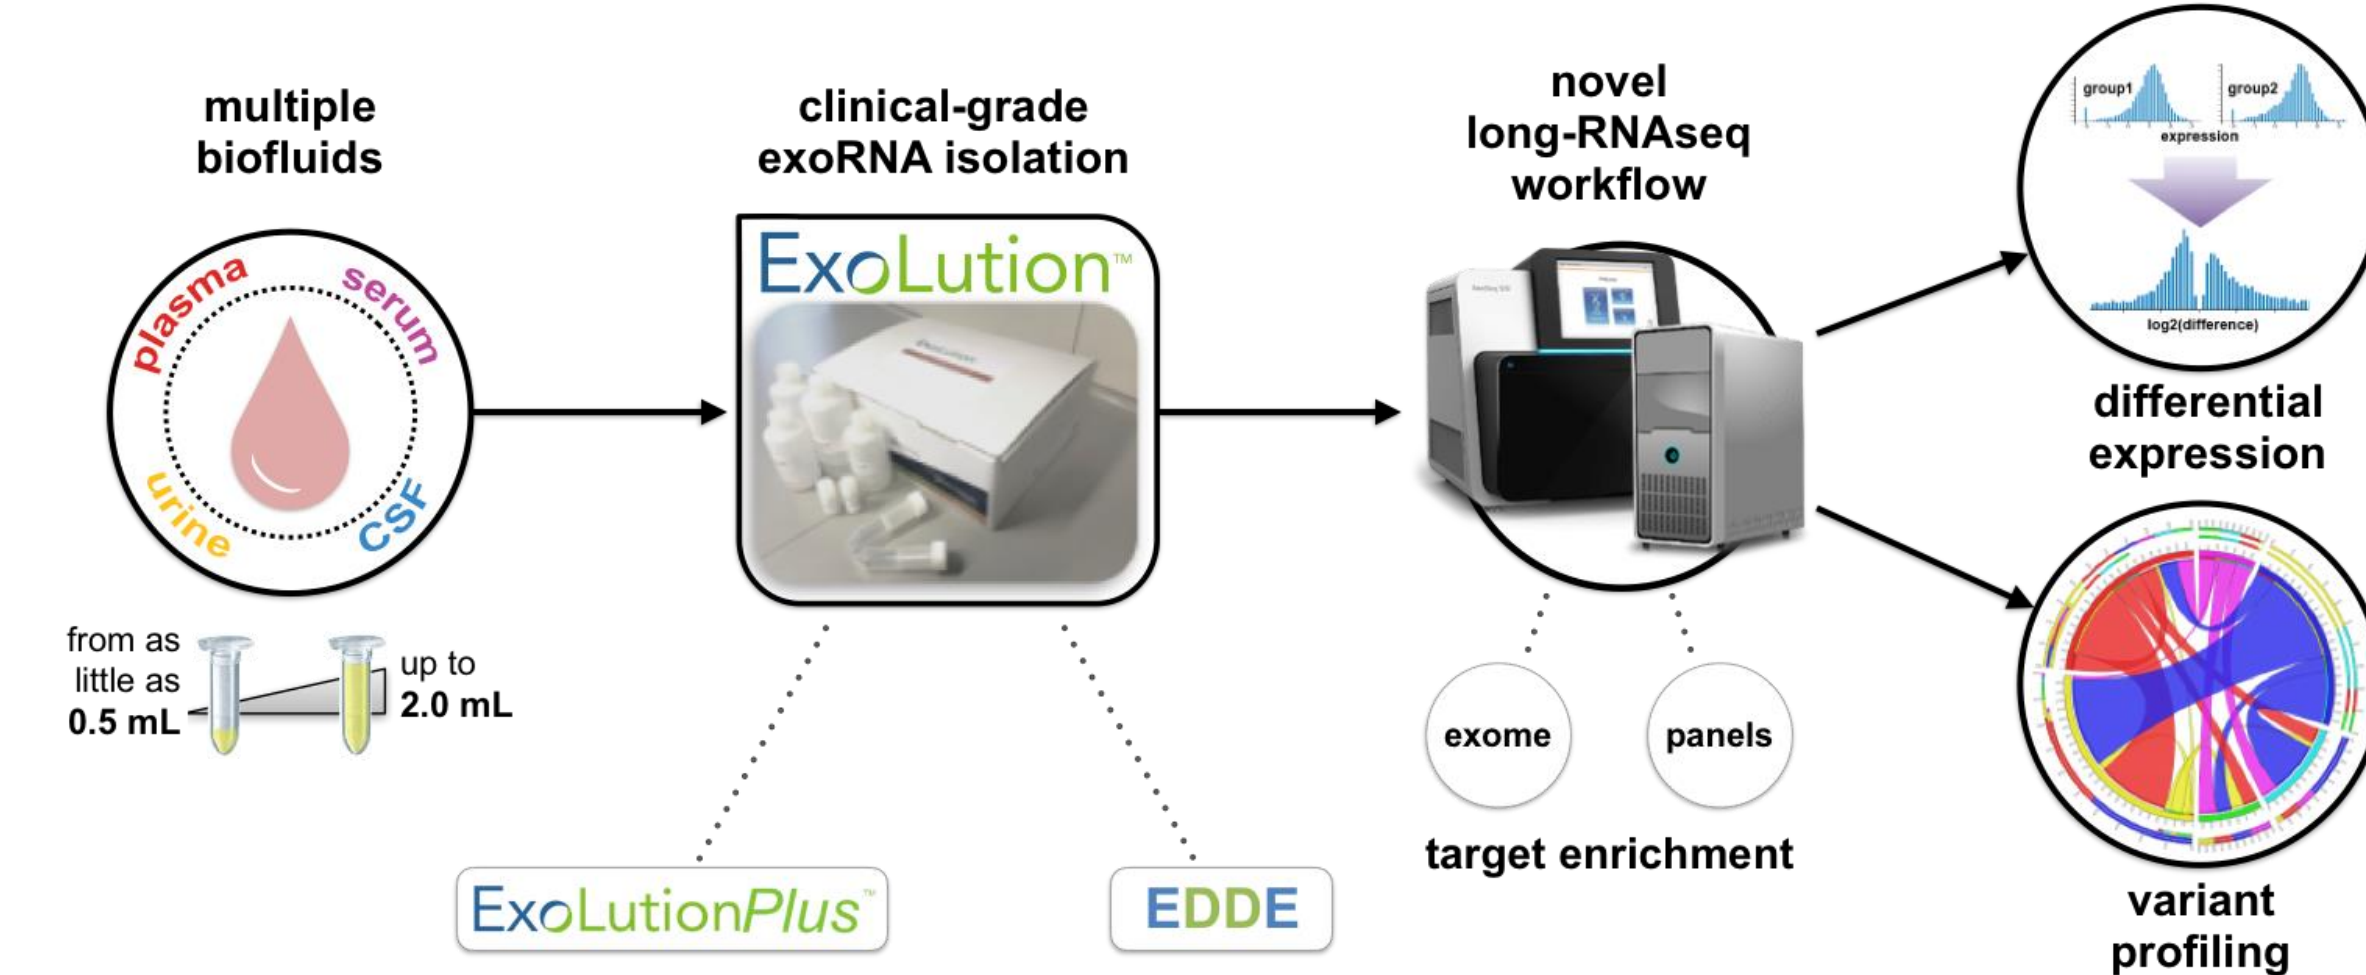 multiple
biofluids
plasma
serum
urine
CSF
from as
little as
0.5 mL
up to
2.0 mL
clinical-grade
exoRNA isolation
ExoLution™
ExoLutionPlus™
EDDE
novel
long-RNAseq
workflow
exome
panels
target enrichment
group1
group2
expression
log2(difference)
differential
expression
variant
profiling